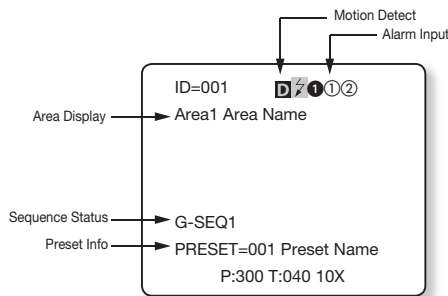 Motion Detect
Alarm Input
ID=001 D ❶①②
Area Display
Area1 Area Name
Sequence Status
G-SEQ1
Preset Info
PRESET=001 Preset Name
P:300 T:040 10X